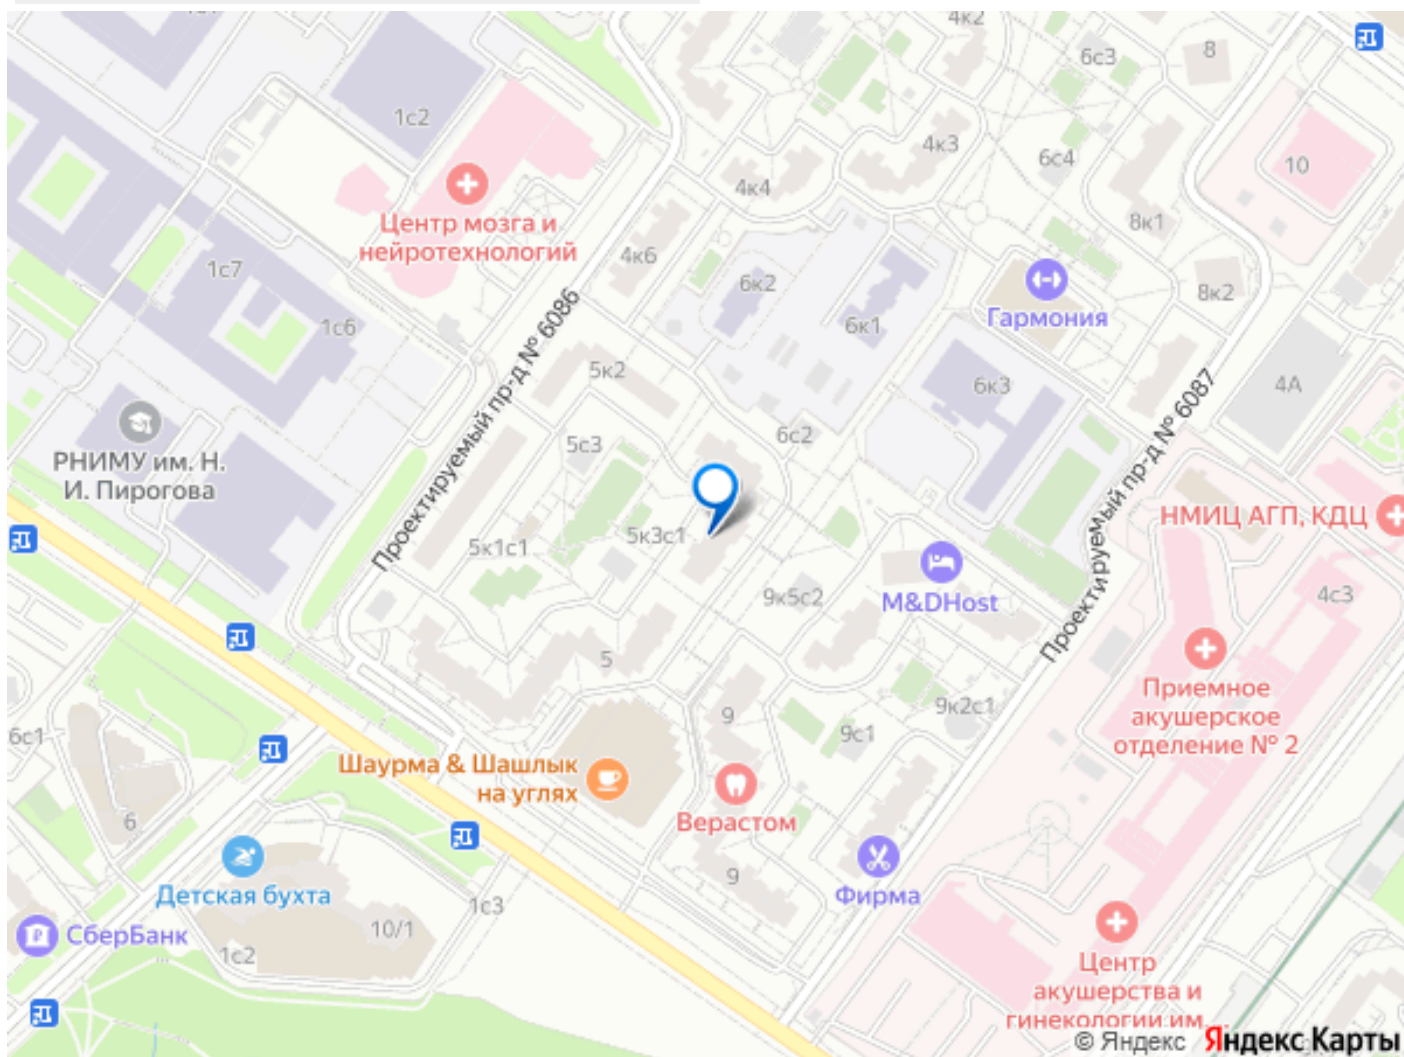 4к2
6с3
8
1с2
4к3
6с4
10
4к4
Центр мозга и
нейротехнологий
8к1
4к6
1с7
6к2
8к2
1с6
6к1
Гармония
Проектируемый пр-д № 6086
5к2
6к3
4А
Проектируемый пр-д № 6087
5с3
6с2
РНИМУ им. Н.
И. Пирогова
НМИЦ АГП, КДЦ
5к3с1
5к1с1
9к5с2
M&DHost
4с3
5
Приемное
акушерское
отделение № 2
9к2с1
9
9с1
6с1
Шаурма & Шашлык
на углях
6
Верастом
9
Детская бухта
Фирма
1с3
10/1
СберБанк
1с2
Центр
акушерства и
гинекологии им
© Яндекс Яндекс Карты